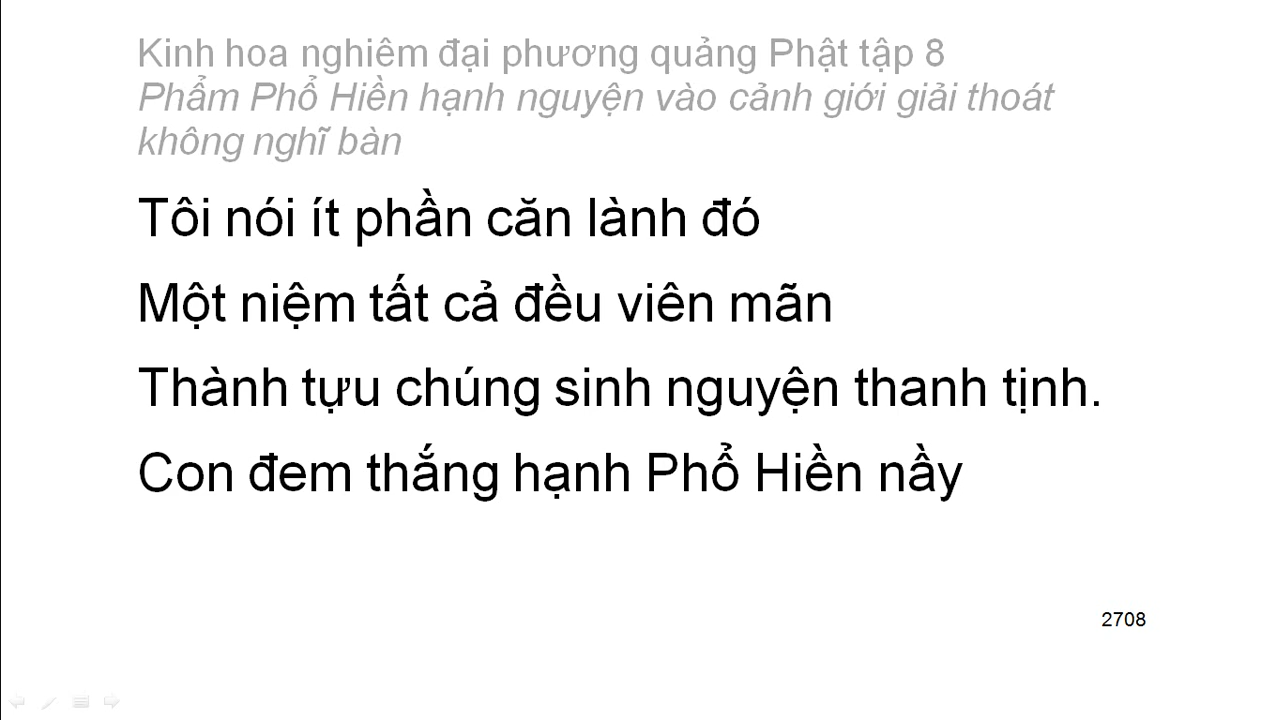 Kinh hoa nghiêm đại phương quảng Phật tập 8
Phẩm Phổ Hiền hạnh nguyện vào cảnh giới giải thoát
không nghĩ bàn
Tôi nói ít phần căn lành đó
Một niệm tất cả đều viên mãn
Thành tựu chúng sinh nguyện thanh tịnh.
Con đem thắng hạnh Phổ Hiền nầy
2708